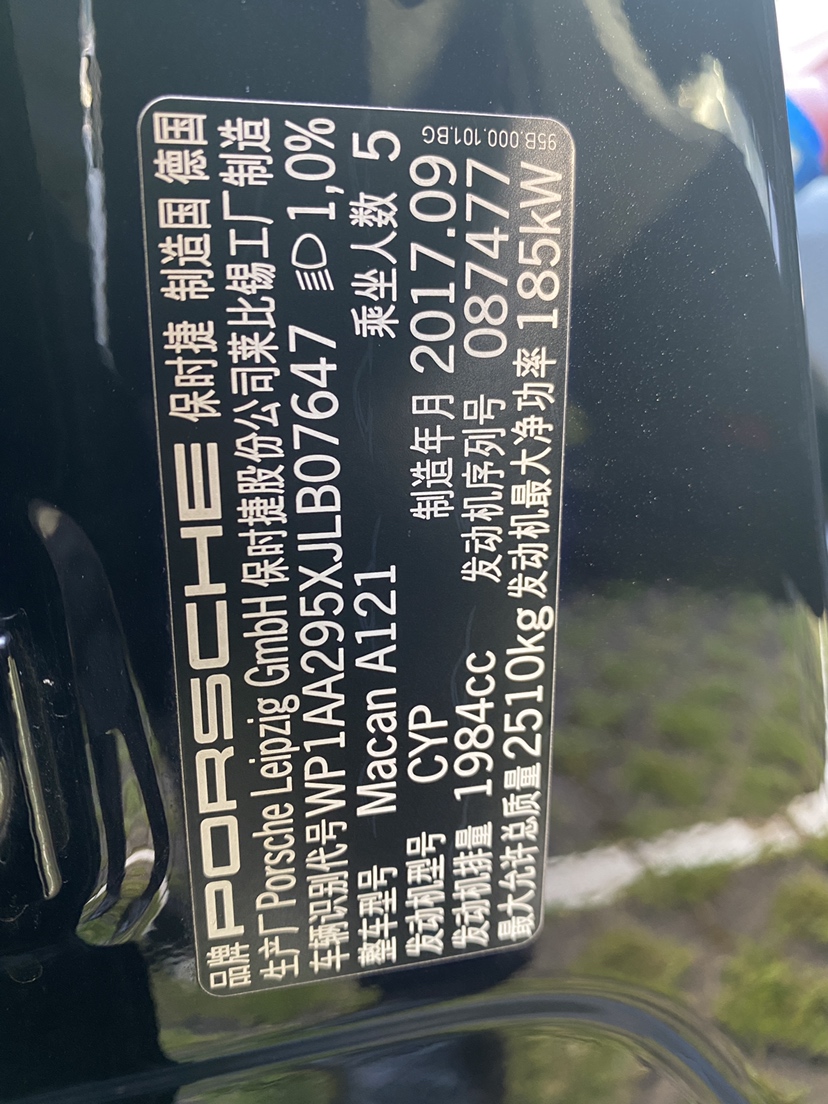 品牌 PORSCHE 保时捷 制造国 德国
生产厂 Porsche Leipzig GmbH 保时捷股份公司莱比锡工厂 制造
车辆识别代号 WP1AA295XJLB07647 1,0%
整车型号 Macan A121 乘坐人数 5
发动机型号 CYP 制造年月 2017.09
发动机排量 1984cc 发动机序列号 087477
最大允许总质量 2510kg 发动机最大净功率 185kW
95B.000.101.BG